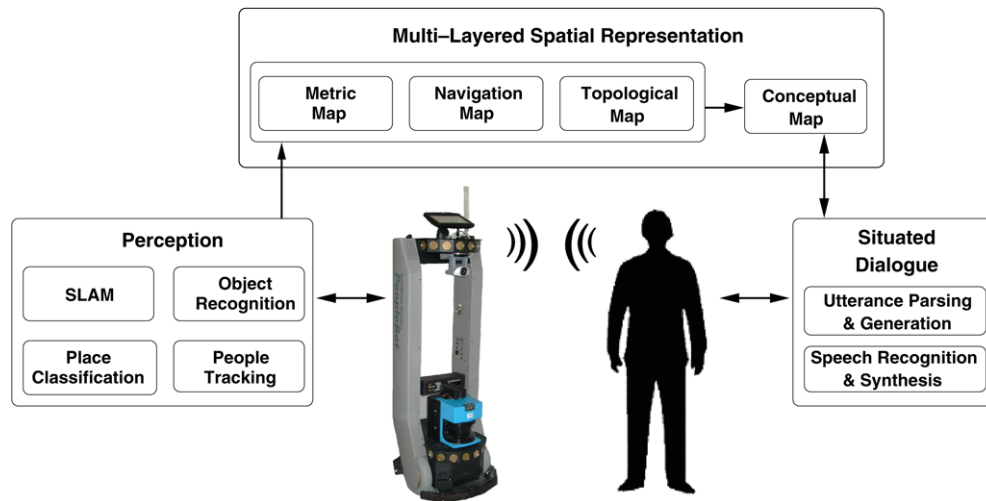 Multi–Layered Spatial Representation
Metric
Map
Navigation
Map
Topological
Map
Conceptual
Map
Perception
SLAM
Object
Recognition
Place
Classification
People
Tracking
PeopleBot
Situated
Dialogue
Utterance Parsing
& Generation
Speech Recognition
& Synthesis